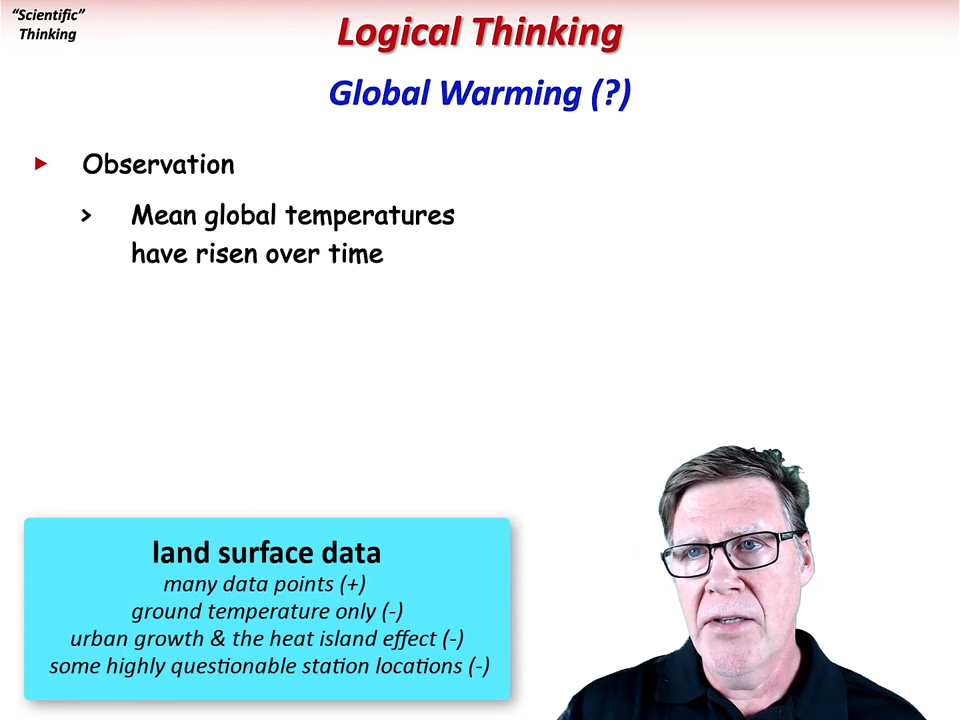 “Scientific”
Thinking
Logical Thinking
Global Warming (?)
Observation
> Mean global temperatures
have risen over time
land surface data
many data points (+)
ground temperature only (-)
urban growth & the heat island effect (-)
some highly questionable station locations (-)